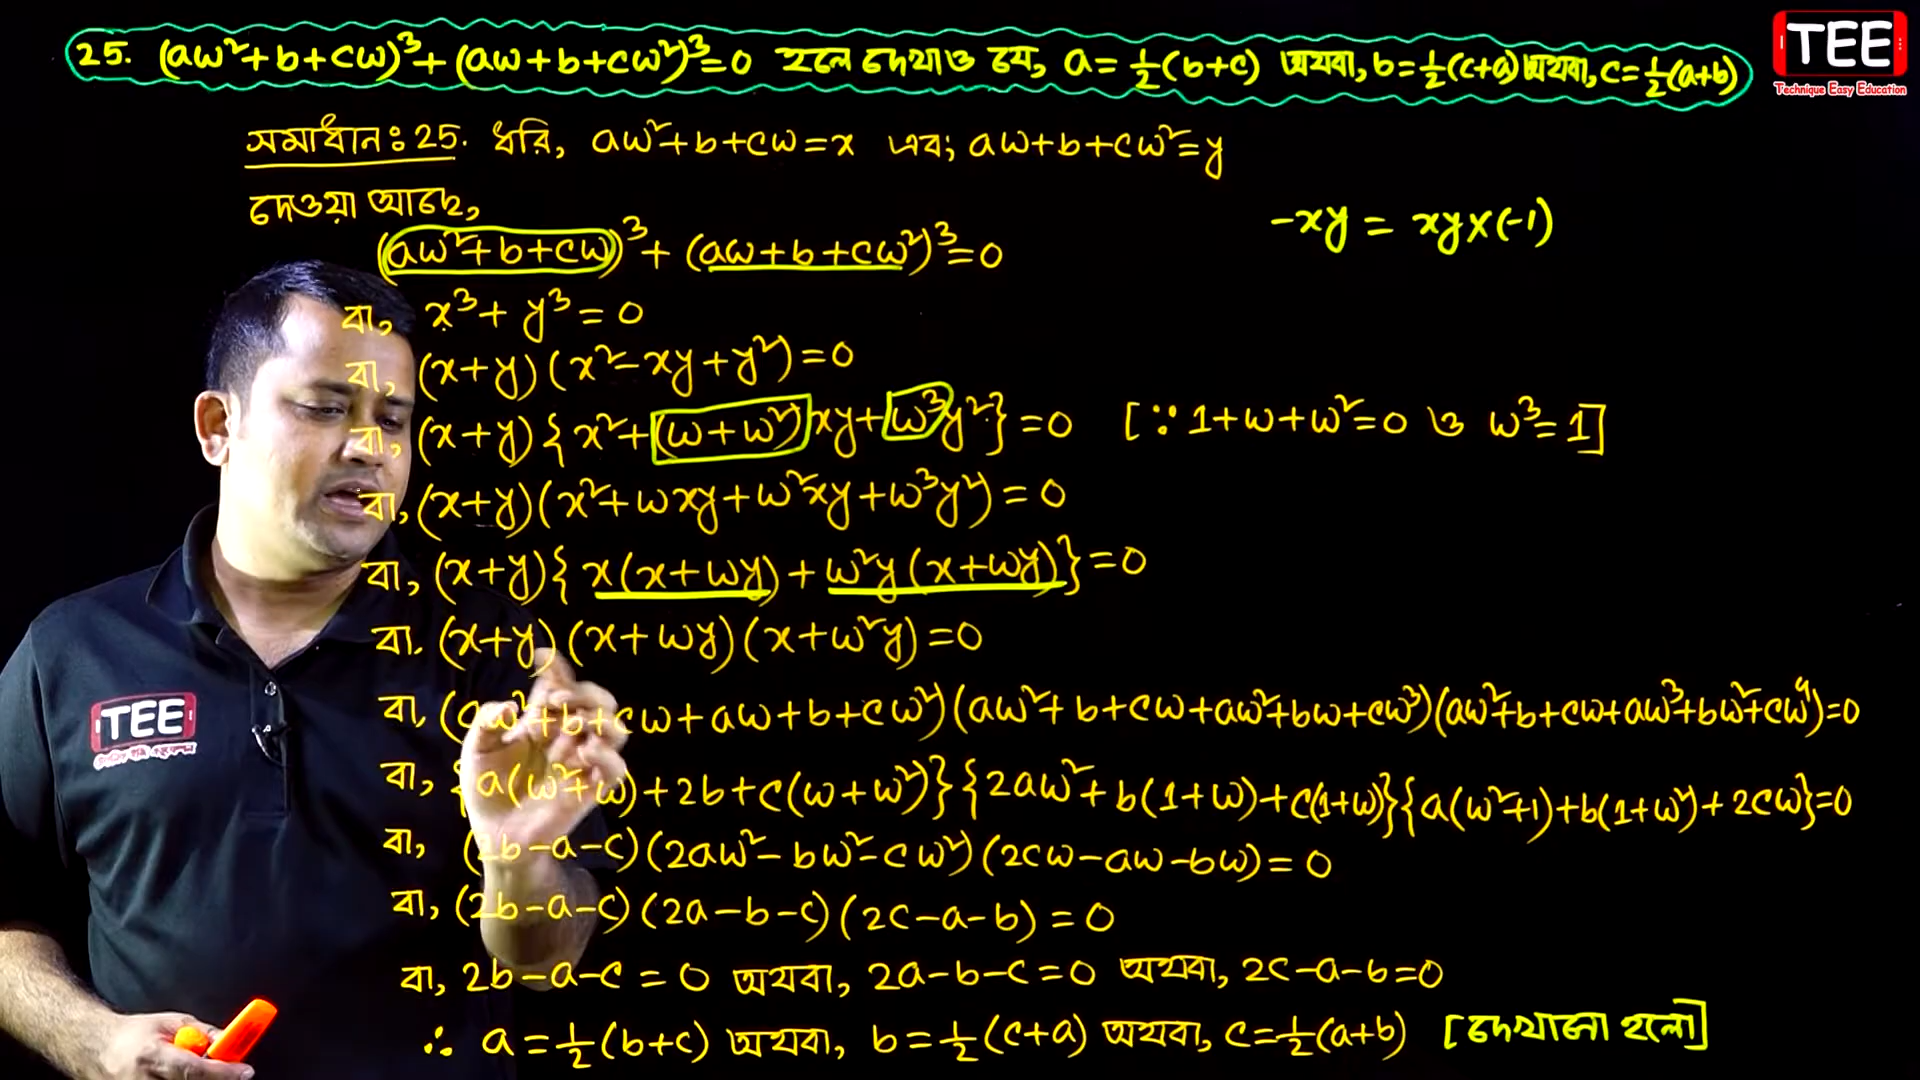 25. (aω²+b+cω)³+(aω+b+cω²)³=0 হলে দেখাও যে, a=½(b+c) অথবা, b=½(c+a) অথবা, c=½(a+b)
TEE
Technique Easy Education
সমাধান: 25. ধরি, aω²+b+cω=x এবং aω+b+cω²=y
দেওয়া আছে,
(aω²+b+cω)³+(aω+b+cω²)³=0
-xy = xy×(-1)
বা, x³+y³=0
বা, (x+y)(x²-xy+y²)=0
বা, (x+y){x²+(ω+ω²)xy+ω³y²}=0 [∵1+ω+ω²=0 ও ω³=1]
বা, (x+y)(x²+ωxy+ω²xy+ω³y²)=0
বা, (x+y){x(x+ωy)+ω²y(x+ωy)}=0
বা. (x+y)(x+ωy)(x+ω²y)=0
বা, (aω²+b+cω+aω+b+cω²)(aω²+b+cω+aω²+bω+cω³)(aω²+b+cω+aω³+bω²+cω⁴)=0
বা, {a(ω²+ω)+2b+c(ω+ω²)}{2aω²+b(1+ω)+c(1+ω)}{a(ω²+1)+b(1+ω²)+2cω}=0
বা, (2b-a-c)(2aω²-bω²-cω²)(2cω-aω-bω)=0
বা, (2b-a-c)(2a-b-c)(2c-a-b)=0
বা, 2b-a-c=0 অথবা, 2a-b-c=0 অথবা, 2c-a-b=0
∴ a=½(b+c) অথবা, b=½(c+a) অথবা, c=½(a+b) [দেখানো হলো]
TEE